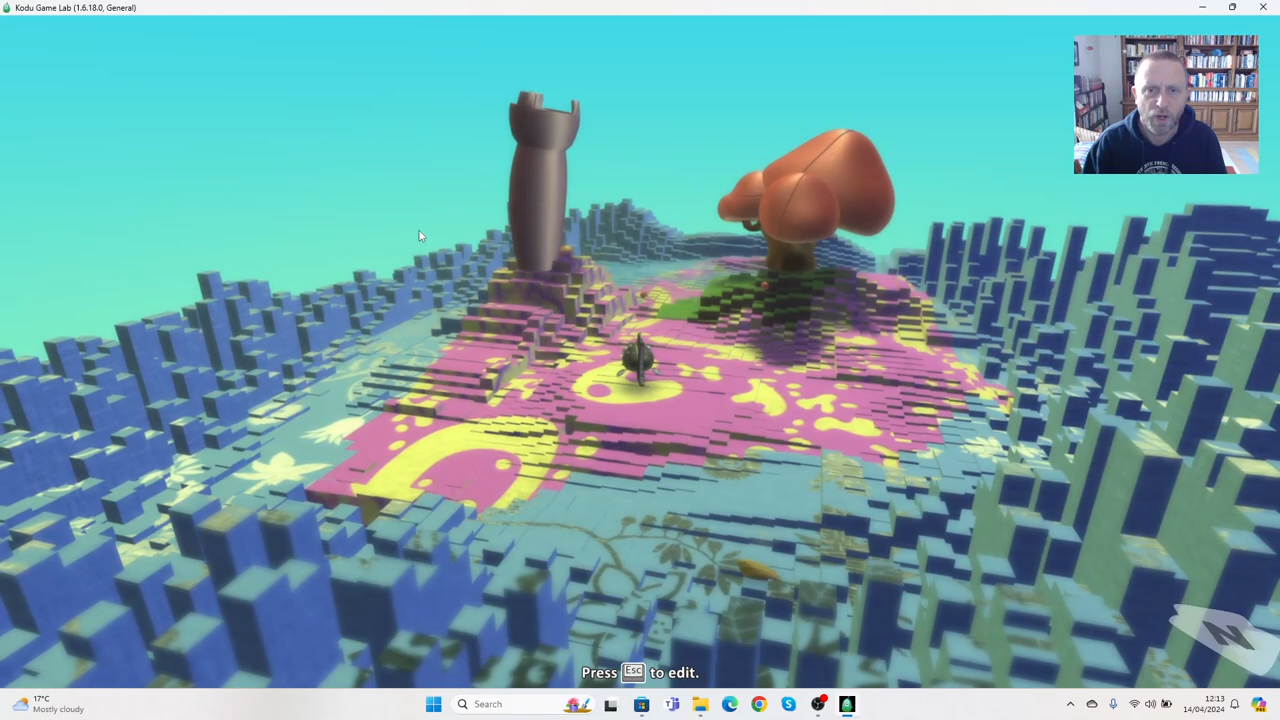 Kodu Game Lab (1.6.18.0, General)
N
Press Esc to edit.
17°C
Mostly cloudy
Search
12:13
14/04/2024